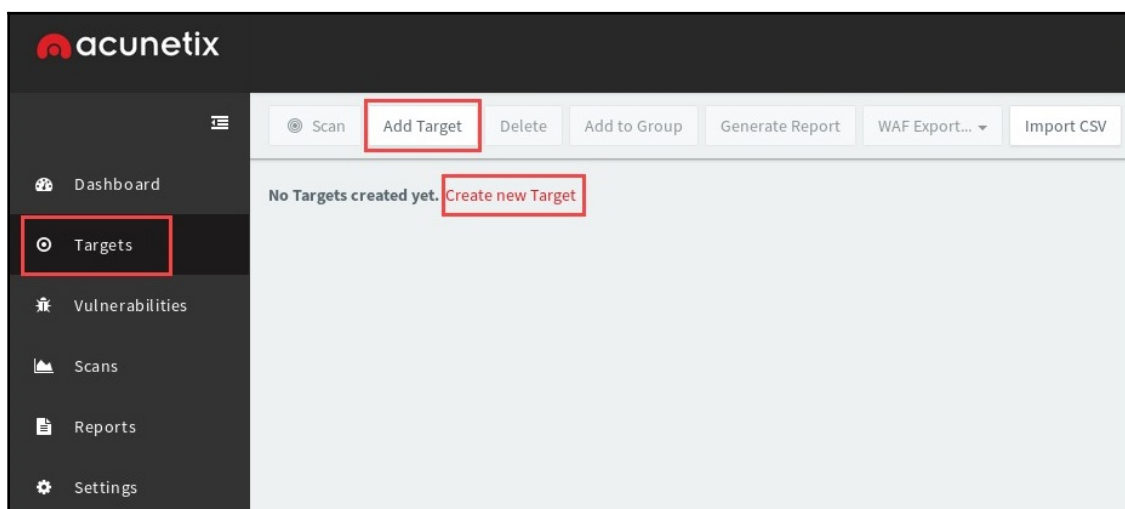 acunetix
Scan Add Target Delete Add to Group Generate Report WAF Export... Import CSV
Dashboard
No Targets created yet. Create new Target
Targets
Vulnerabilities
Scans
Reports
Settings